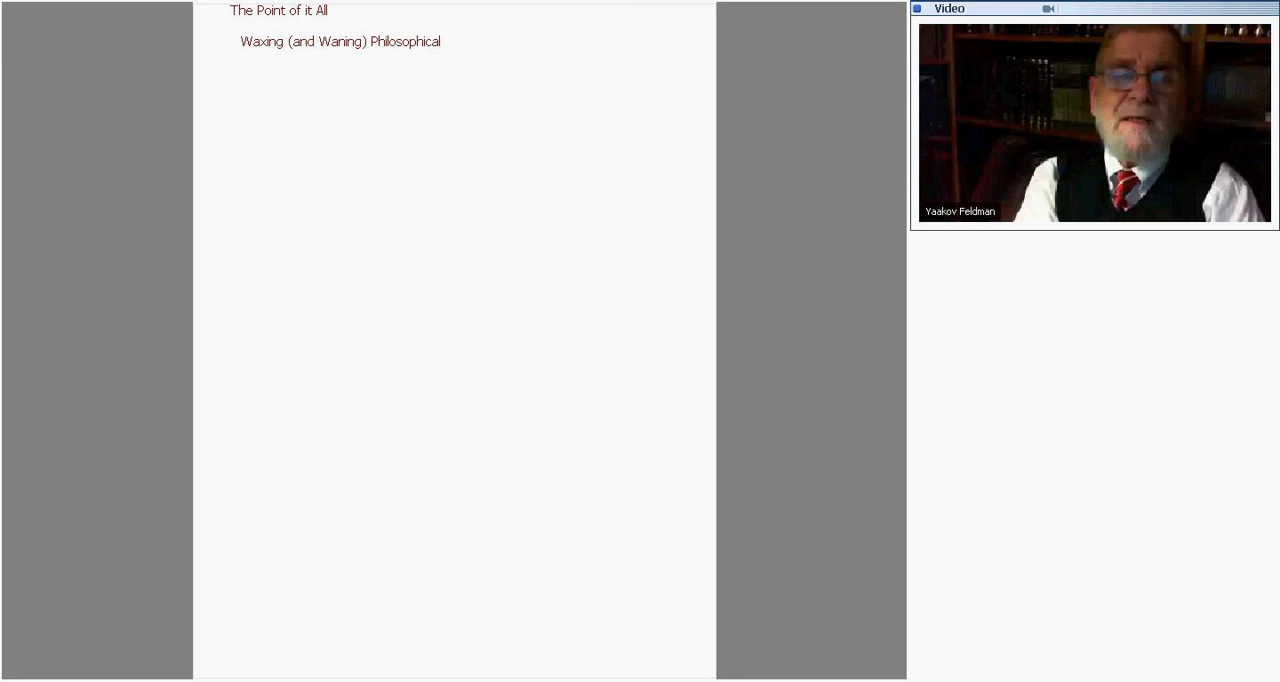 The Point of it All
Waxing (and Waning) Philosophical
Video
Yaakov Feldman